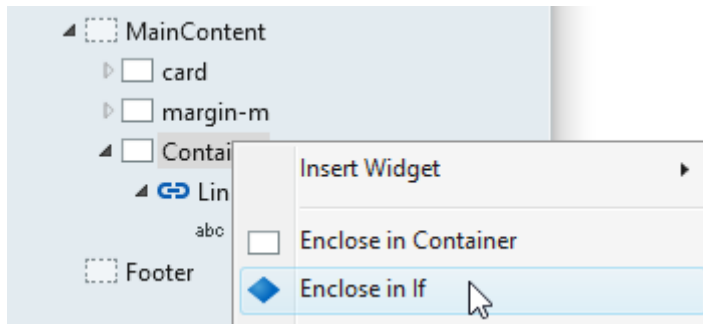 MainContent
card
margin-m
Contai
Insert Widget
Lin
abc
Enclose in Container
Footer
Enclose in If